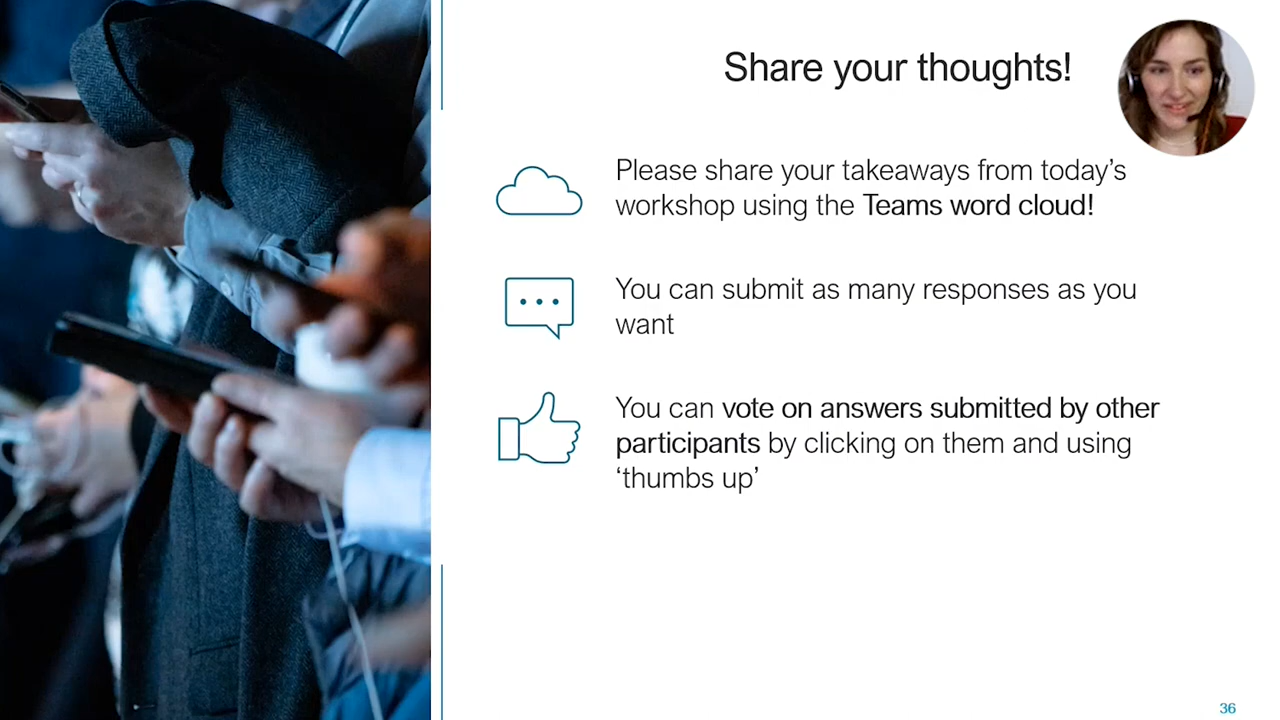 Share your thoughts!
Please share your takeaways from today’s
workshop using the Teams word cloud!
You can submit as many responses as you
want
You can vote on answers submitted by other
participants by clicking on them and using
‘thumbs up’
36